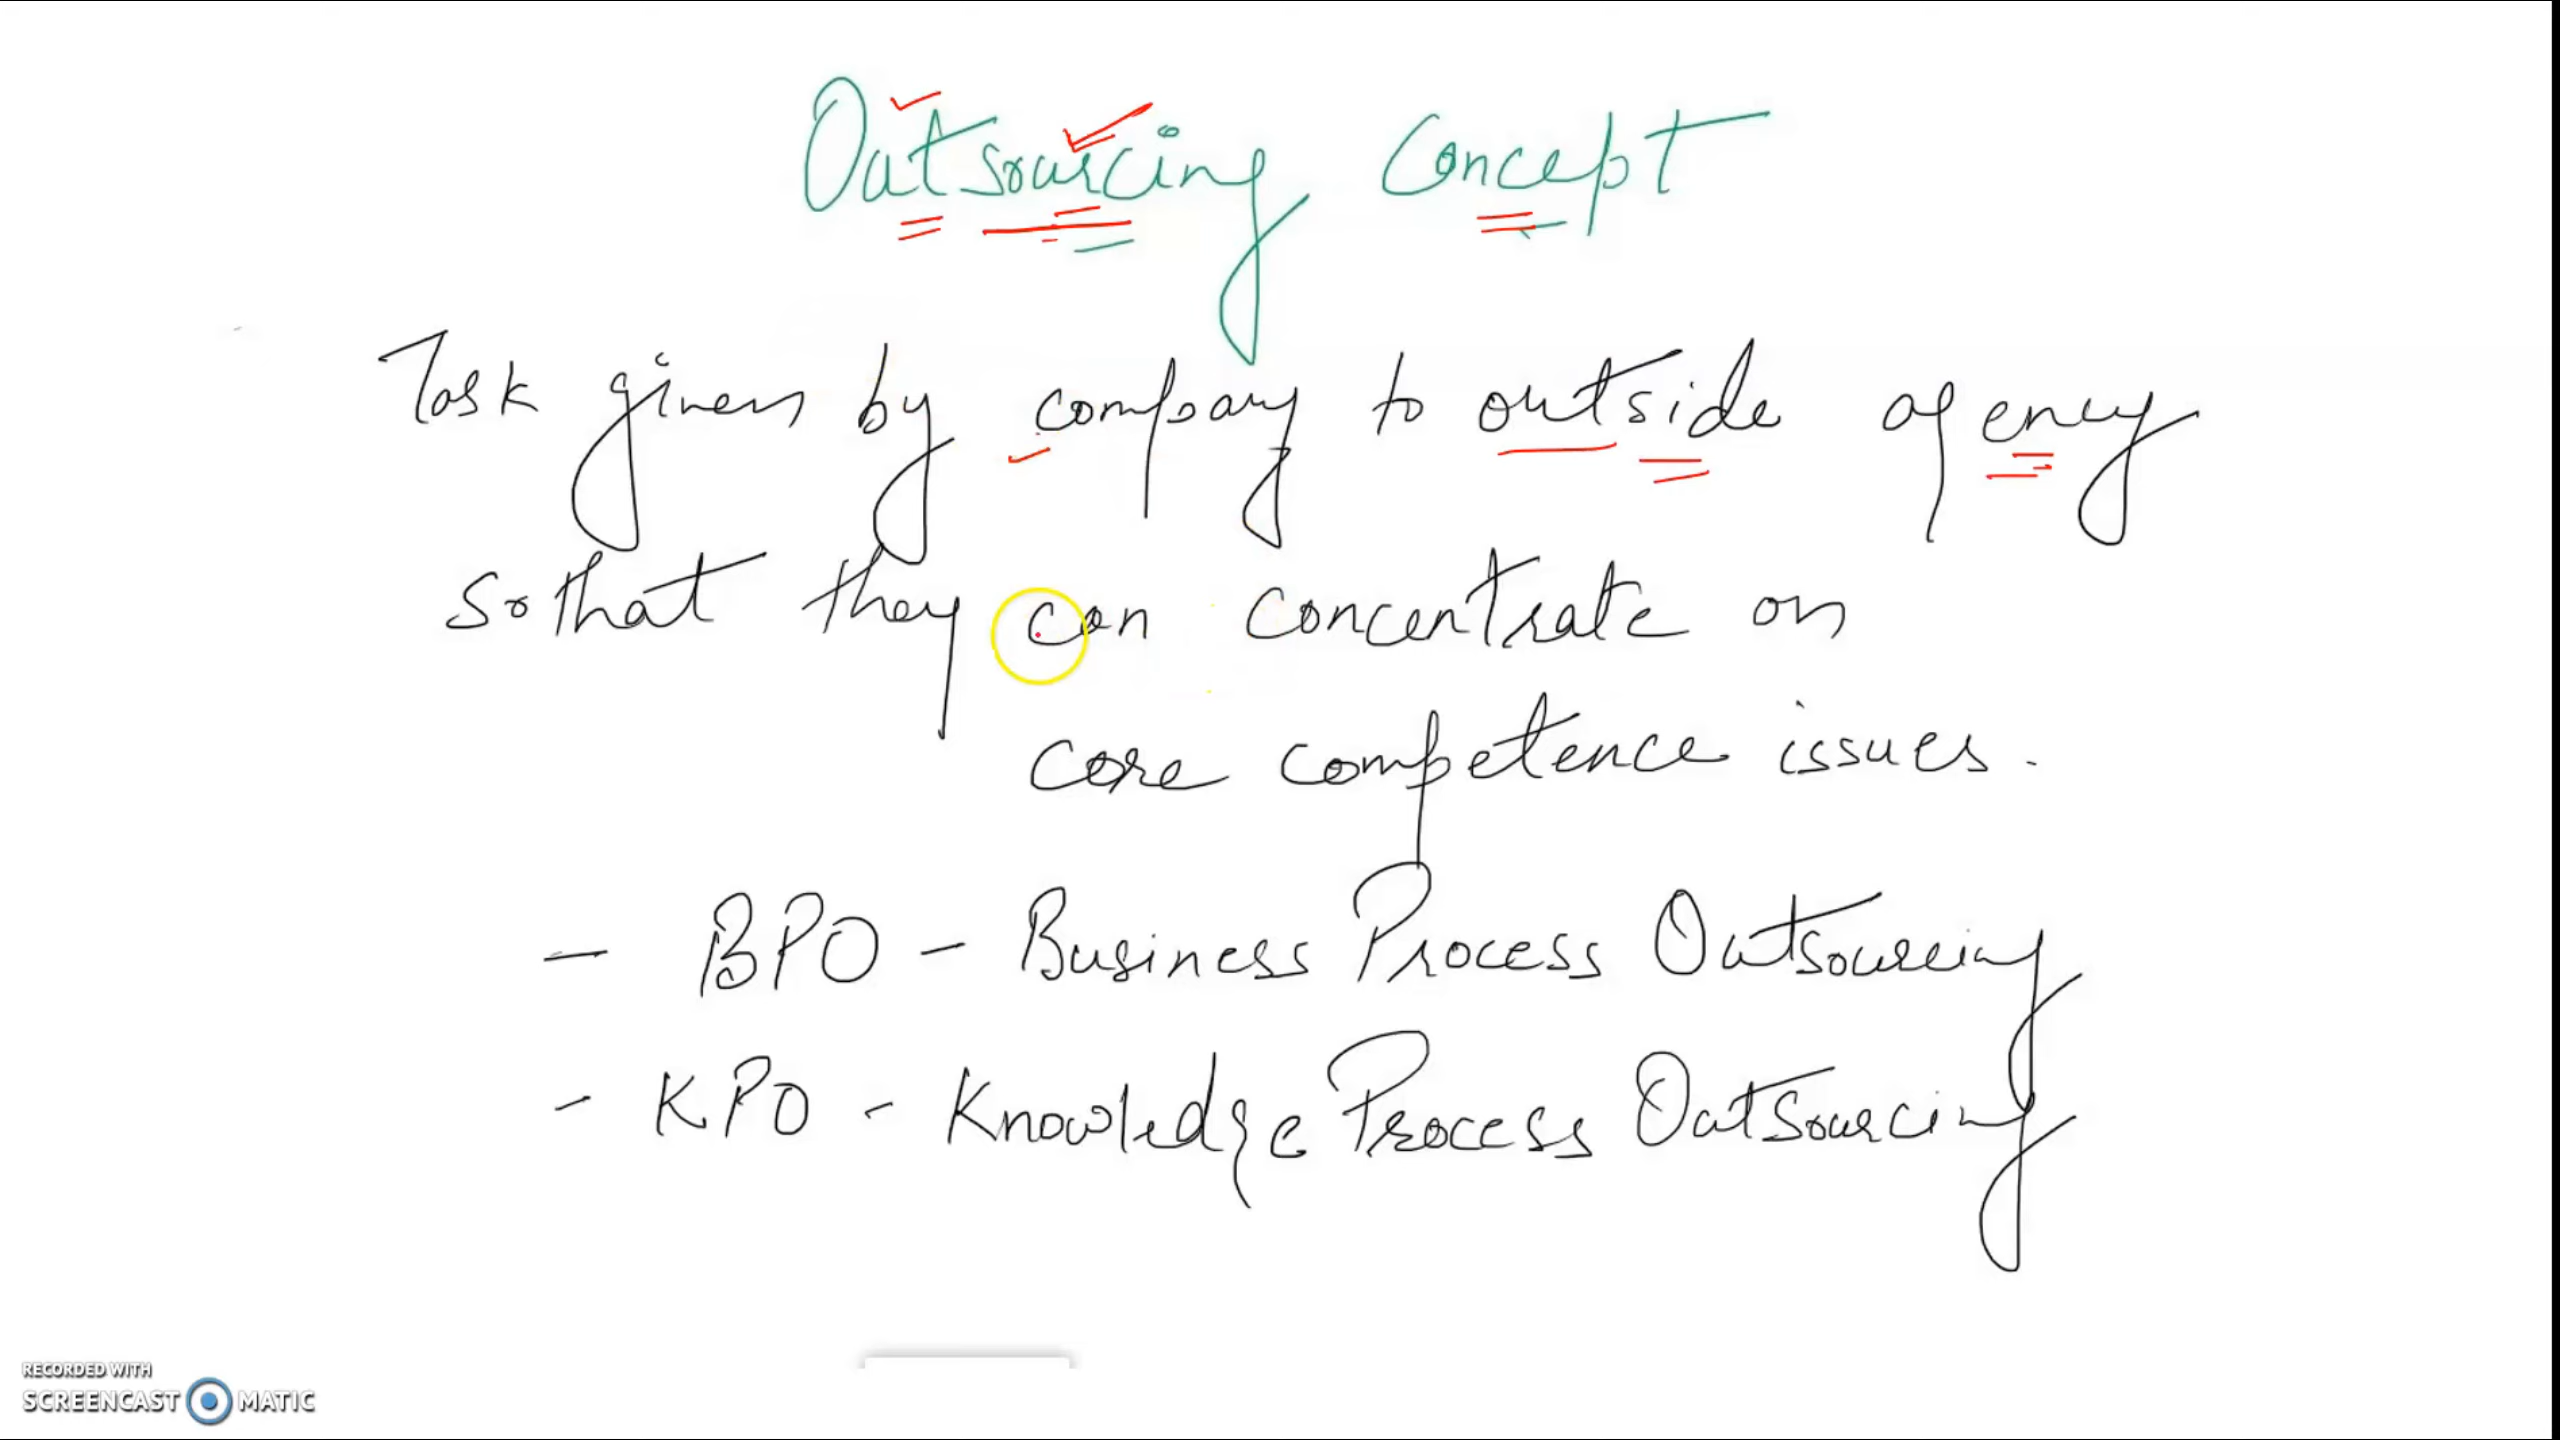 Outsourcing Concept
Task given by company to outside agency
so that they can concentrate on
core competence issues.
- BPO - Business Process Outsourcing
- KPO - Knowledge Process Outsourcing
RECORDED WITH
SCREENCAST MATIC